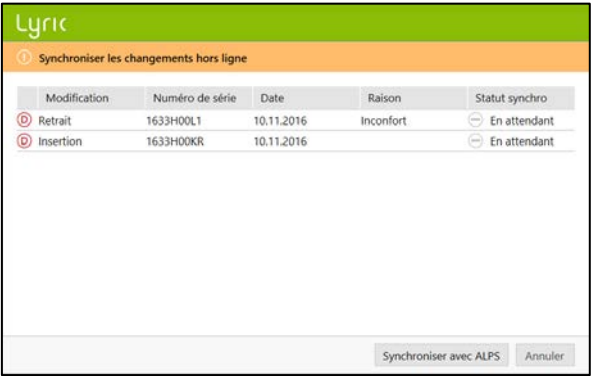 Lyric
! Synchroniser les changements hors ligne
Modification Numéro de série Date Raison Statut synchro
D Retrait 1633H00L1 10.11.2016 Inconfort En attendant
D Insertion 1633H00KR 10.11.2016 En attendant
Synchroniser avec ALPS Annuler